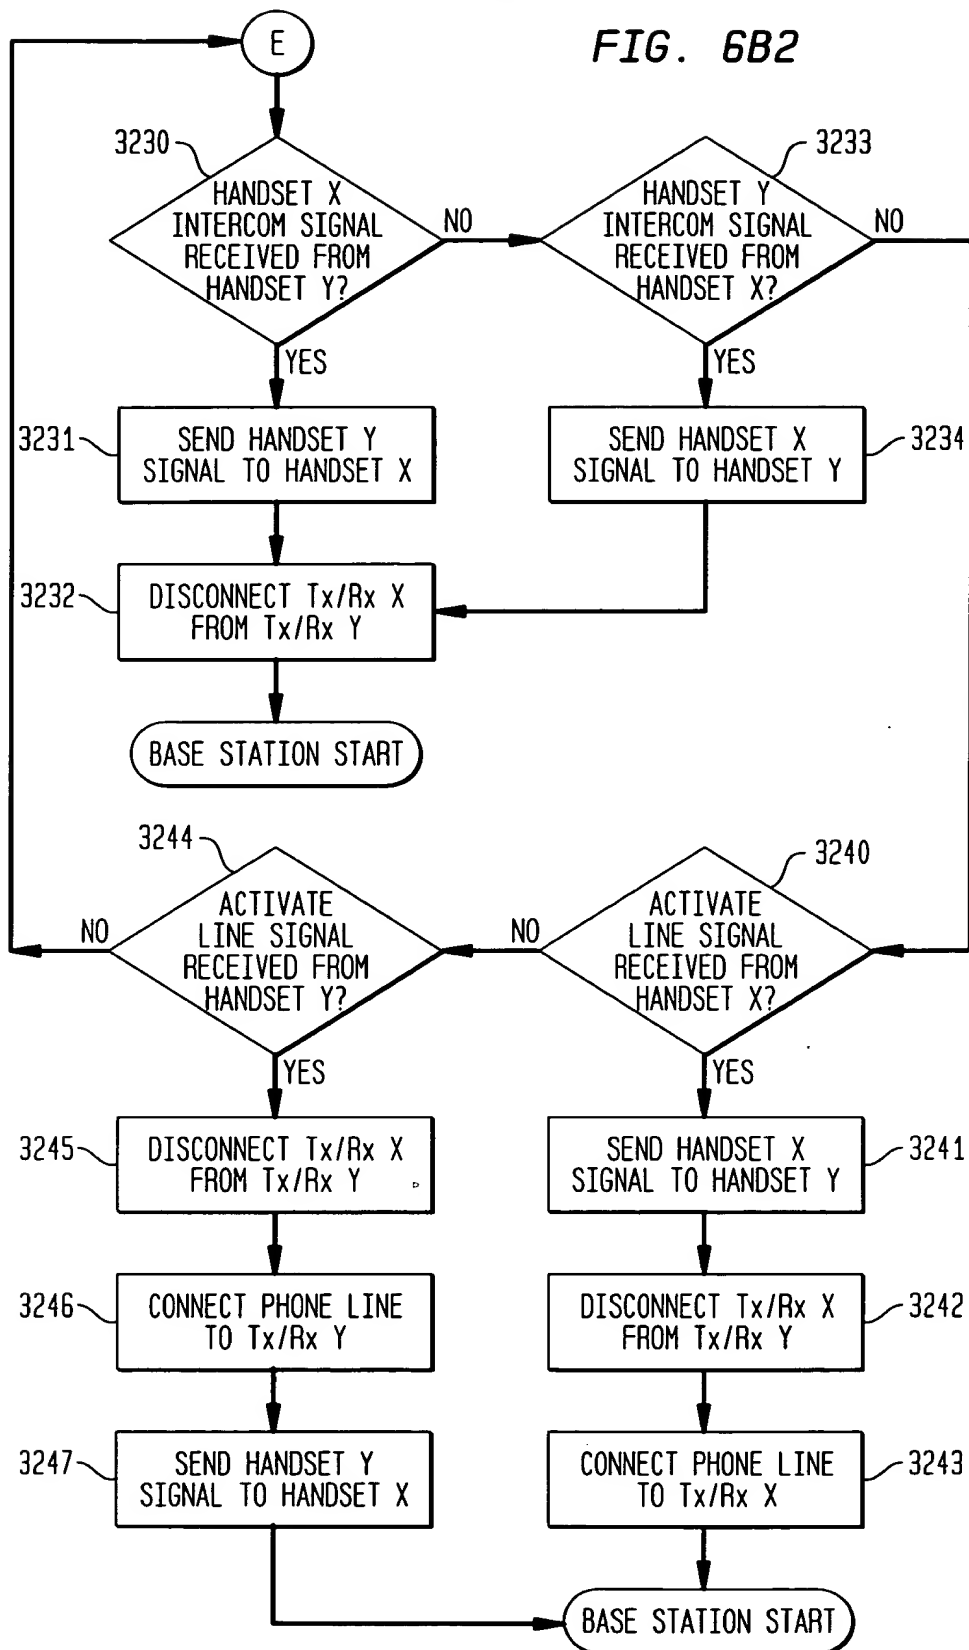 E
FIG. 6B2
3230
HANDSET X
INTERCOM SIGNAL
RECEIVED FROM
HANDSET Y?
NO
YES
3233
HANDSET Y
INTERCOM SIGNAL
RECEIVED FROM
HANDSET X?
NO
YES
3231
SEND HANDSET Y
SIGNAL TO HANDSET X
SEND HANDSET X
SIGNAL TO HANDSET Y
3234
3232
DISCONNECT Tx/Rx X
FROM Tx/Rx Y
BASE STATION START
3244
ACTIVATE
LINE SIGNAL
RECEIVED FROM
HANDSET Y?
NO
YES
3240
ACTIVATE
LINE SIGNAL
RECEIVED FROM
HANDSET X?
NO
YES
3245
DISCONNECT Tx/Rx X
FROM Tx/Rx Y
SEND HANDSET X
SIGNAL TO HANDSET Y
3241
3246
CONNECT PHONE LINE
TO Tx/Rx Y
DISCONNECT Tx/Rx X
FROM Tx/Rx Y
3242
3247
SEND HANDSET Y
SIGNAL TO HANDSET X
CONNECT PHONE LINE
TO Tx/Rx X
3243
BASE STATION START